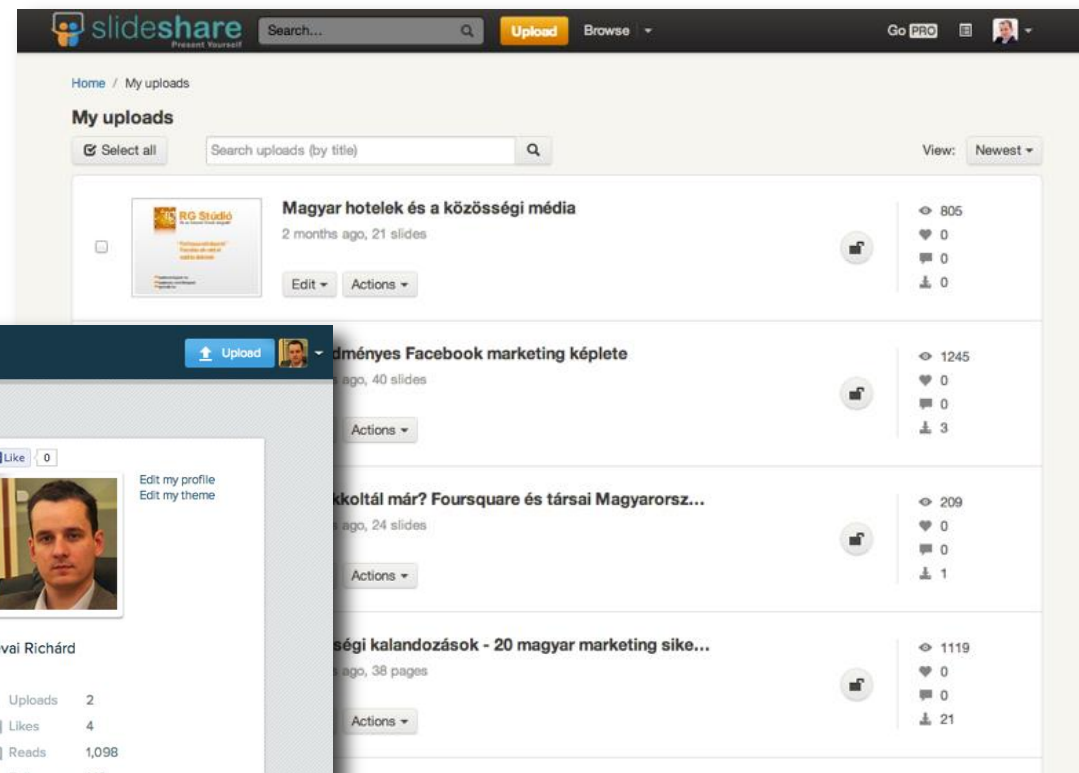 slideshare
Present Yourself
Search...
Upload
Browse
Go PRO
Home / My uploads
My uploads
Select all
Search uploads (by title)
View: Newest
RG Stúdió
Magyar hotelek és a közösségi média
2 months ago, 21 slides
Edit
Actions
805
0
0
0
dményes Facebook marketing képlete
ago, 40 slides
Actions
1245
0
0
3
kkoltál már? Foursquare és társai Magyarorsz...
ago, 24 slides
Actions
209
0
0
1
ségi kalandozások - 20 magyar marketing sike...
ago, 38 pages
Actions
1119
0
0
21
Upload
Like 0
Edit my profile
Edit my theme
vai Richárd
Uploads 2
Likes 4
Reads 1,098